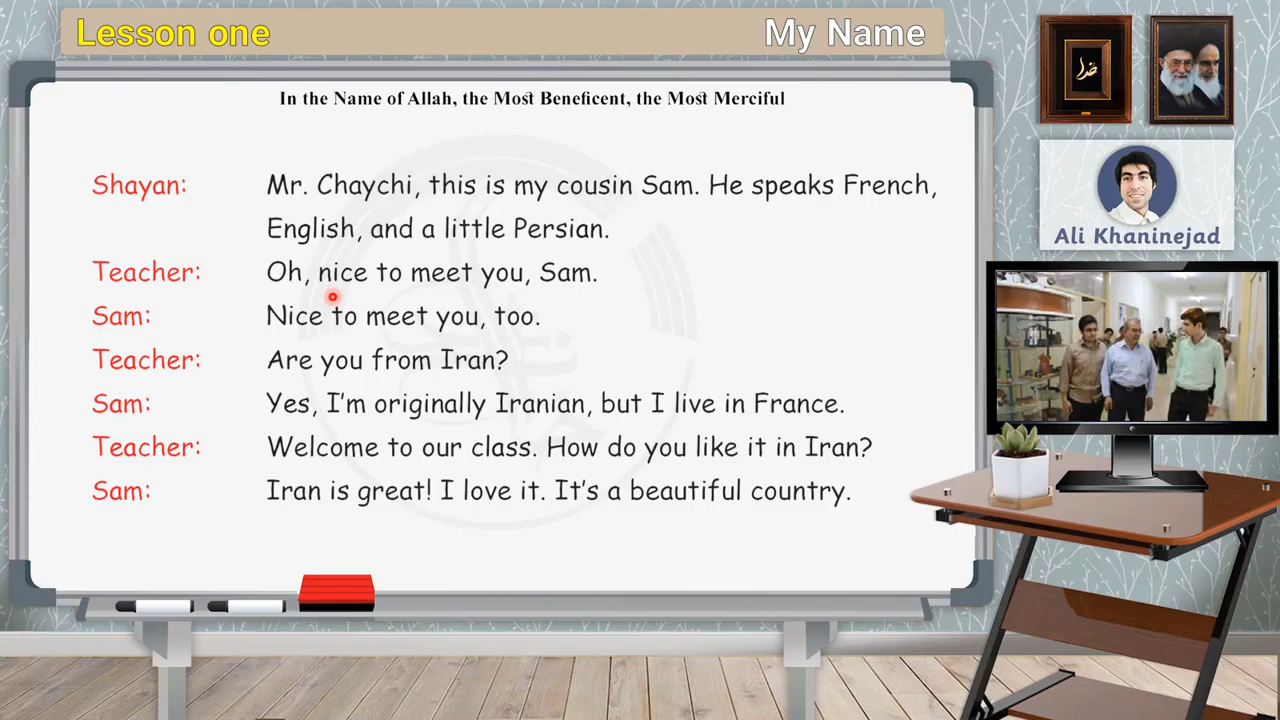 Lesson one
My Name
خدا
In the Name of Allah, the Most Beneficent, the Most Merciful
Shayan: Mr. Chaychi, this is my cousin Sam. He speaks French,
English, and a little Persian.
Teacher: Oh, nice to meet you, Sam.
Sam: Nice to meet you, too.
Teacher: Are you from Iran?
Sam: Yes, I'm originally Iranian, but I live in France.
Teacher: Welcome to our class. How do you like it in Iran?
Sam: Iran is great! I love it. It's a beautiful country.
Ali Khaninejad